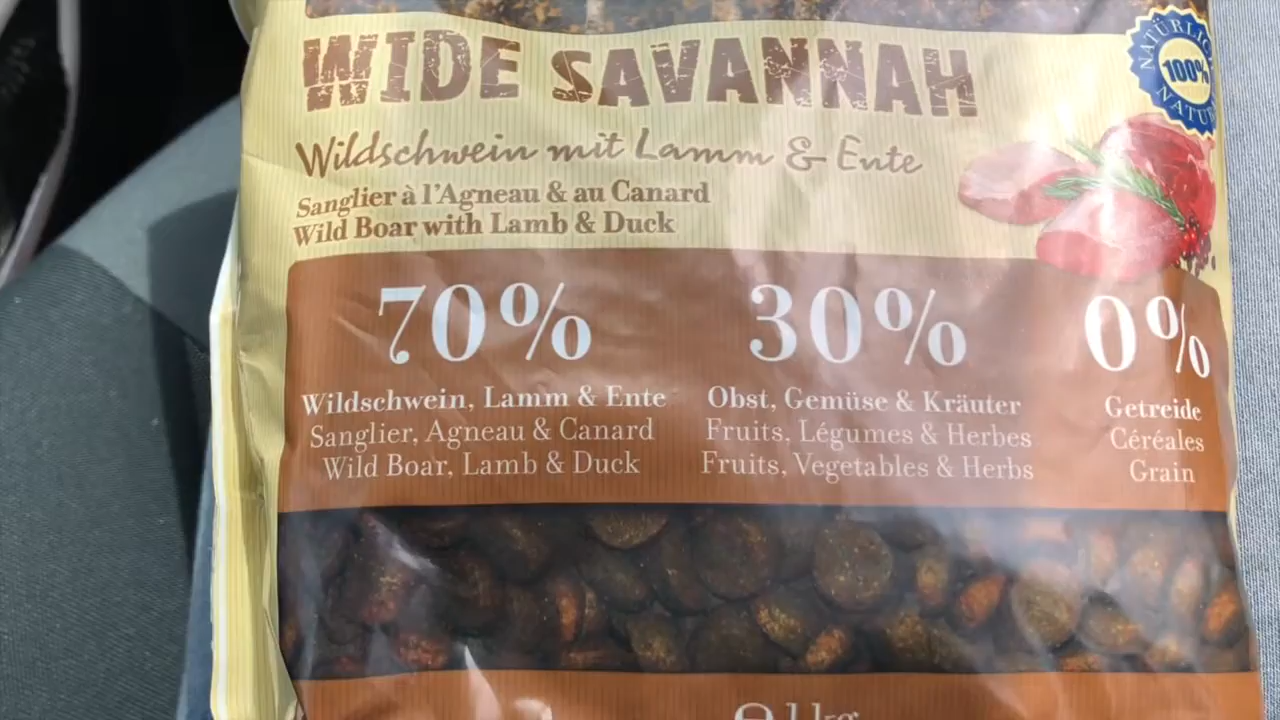 WIDE SAVANNAH
100%
Wildschwein mit Lamm & Ente
Sanglier à l'Agneau & au Canard
Wild Boar with Lamb & Duck
70%
Wildschwein, Lamm & Ente
Sanglier, Agneau & Canard
Wild Boar, Lamb & Duck
30%
Obst, Gemüse & Kräuter
Fruits, Légumes & Herbes
Fruits, Vegetables & Herbs
0%
Getreide
Céréales
Grain
1 kg